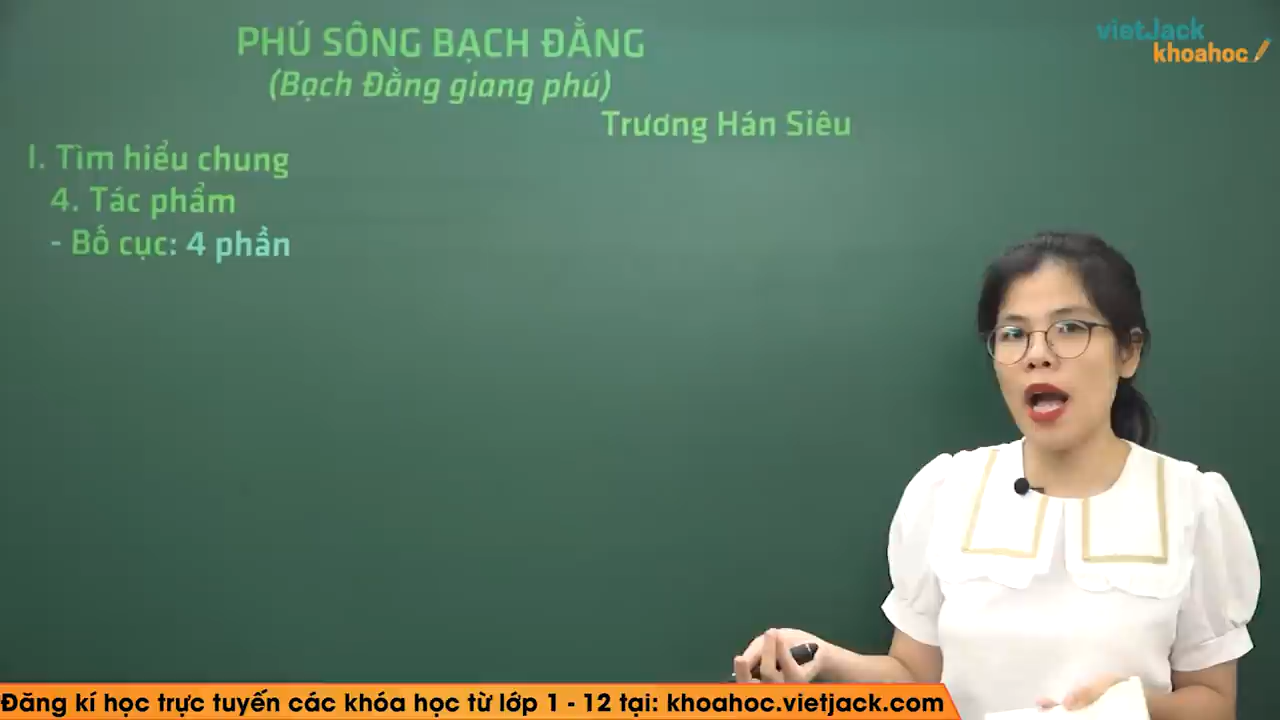 PHÚ SÔNG BẠCH ĐẰNG
(Bạch Đằng giang phú)
Trương Hán Siêu
I. Tìm hiểu chung
4. Tác phẩm
- Bố cục: 4 phần
vietJack
khoahoc
Đăng kí học trực tuyến các khóa học từ lớp 1 - 12 tại: khoahoc.vietjack.com